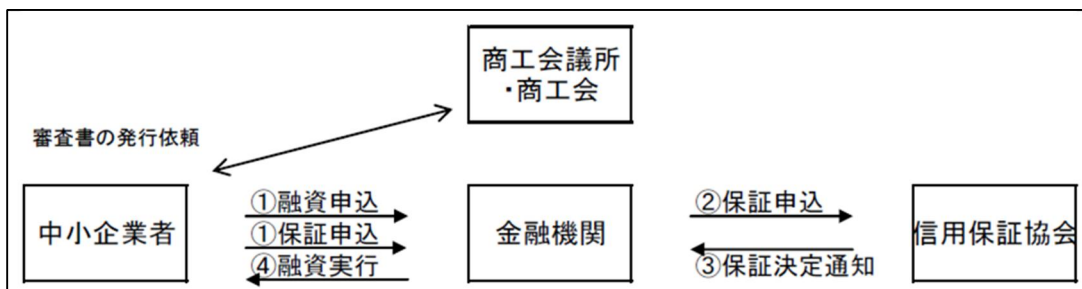 商工会議所
・商工会
審査書の発行依頼
中小企業者
①融資申込
①保証申込
④融資実行
金融機関
②保証申込
③保証決定通知
信用保証協会